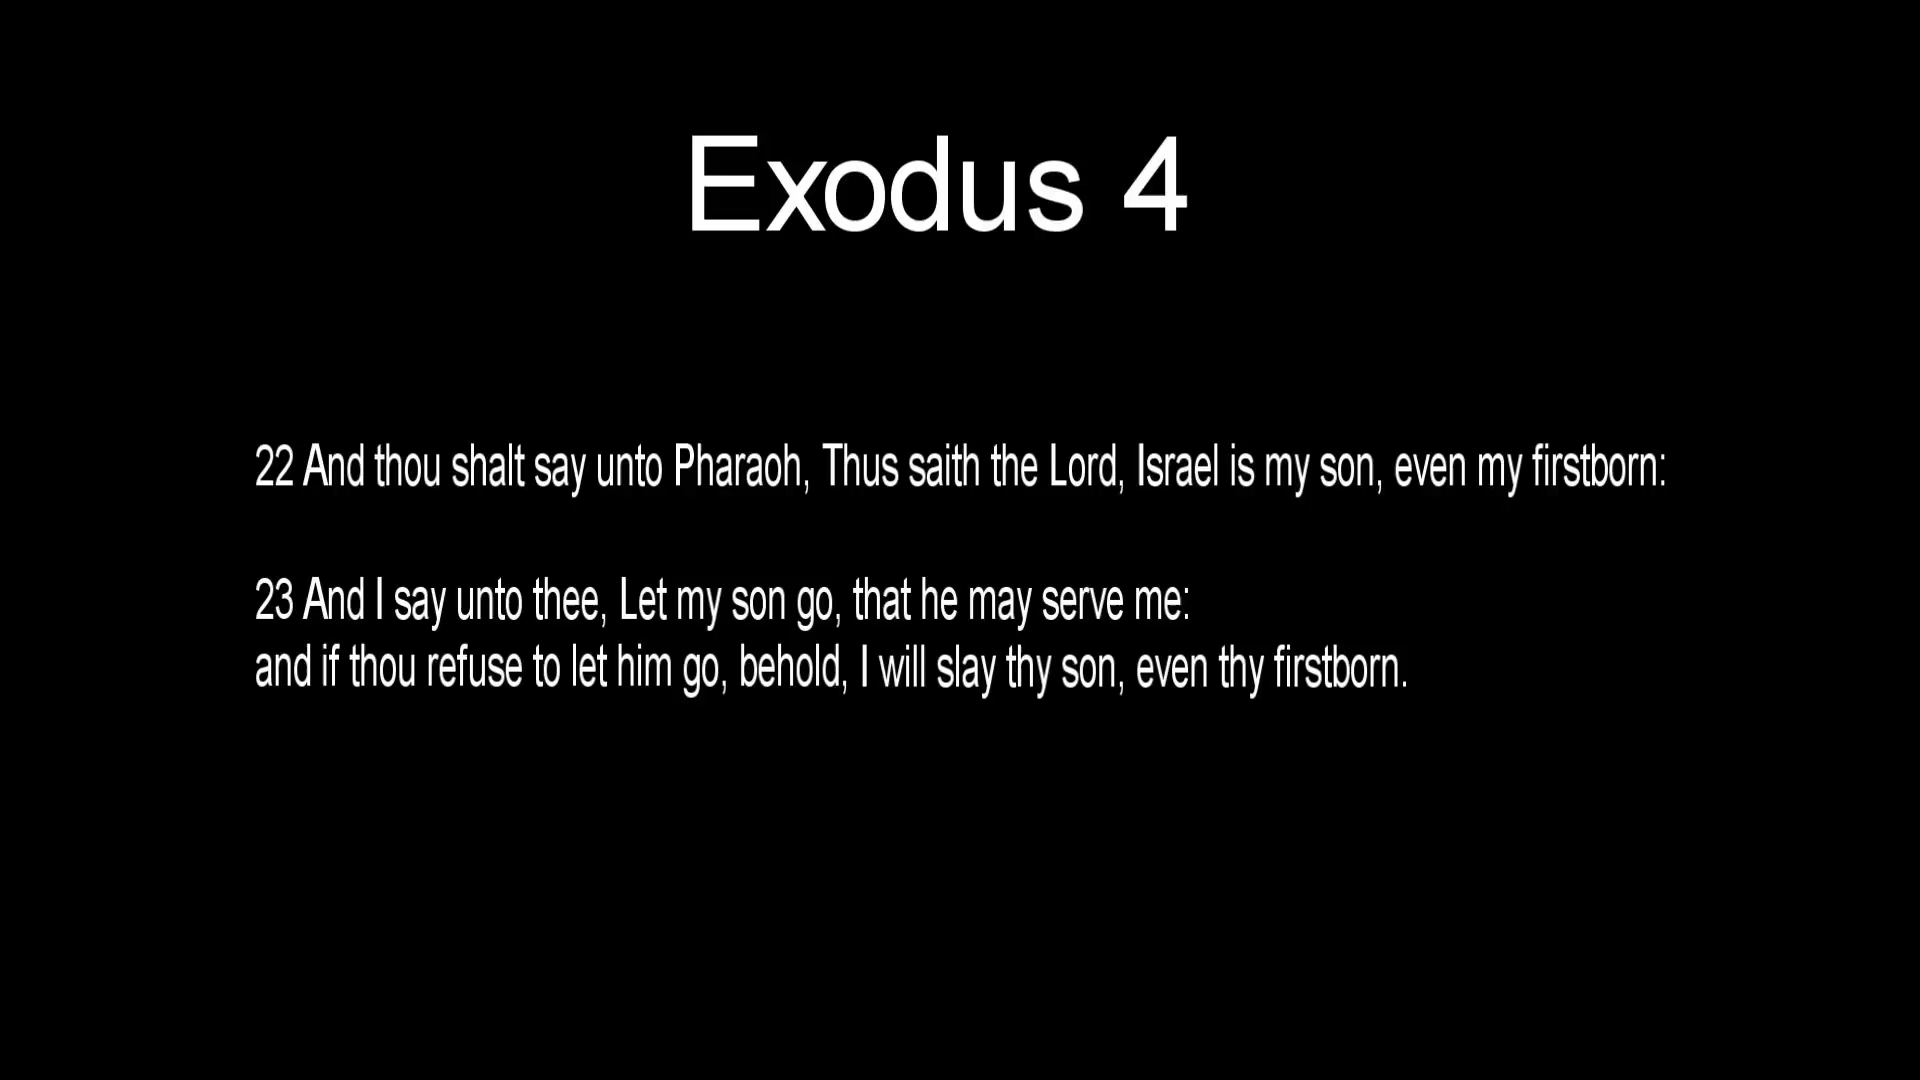 Exodus 4
22 And thou shalt say unto Pharaoh, Thus saith the Lord, Israel is my son, even my firstborn:
23 And I say unto thee, Let my son go, that he may serve me:
and if thou refuse to let him go, behold, I will slay thy son, even thy firstborn.